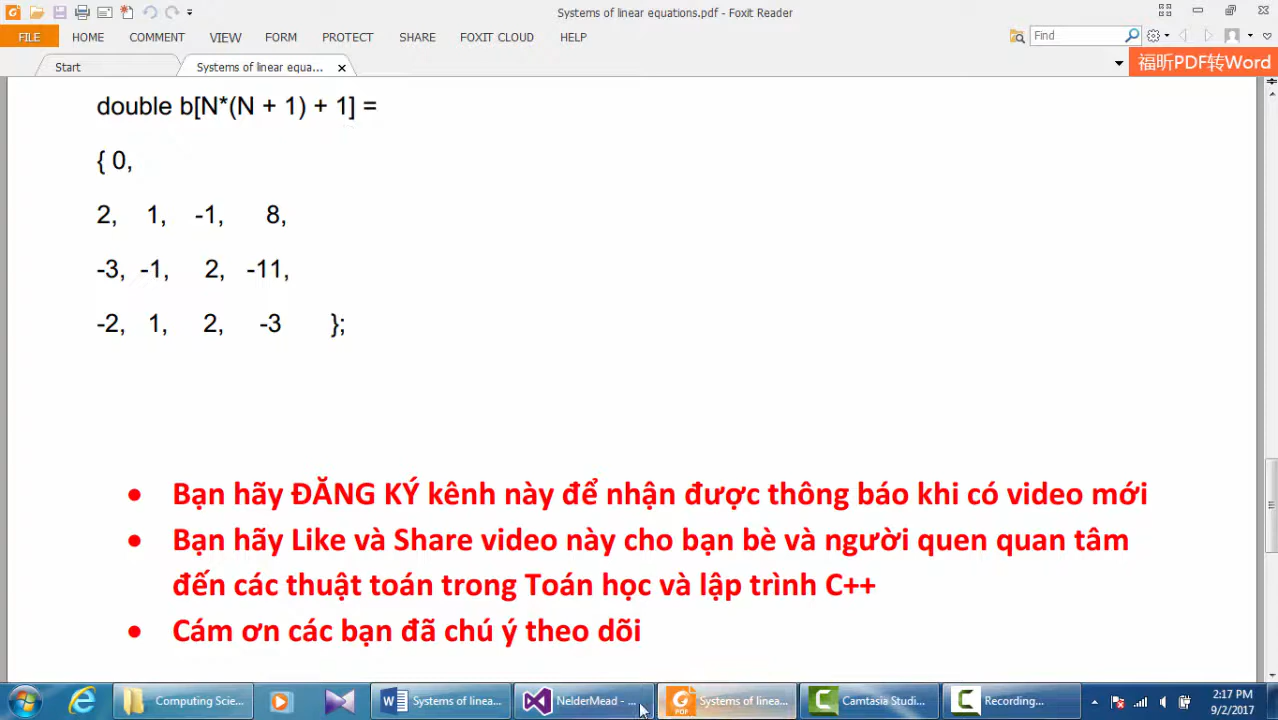 Systems of linear equations.pdf - Foxit Reader
FILE HOME COMMENT VIEW FORM PROTECT SHARE FOXIT CLOUD HELP Find
Start Systems of linear equa... 福昕PDF转Word
double b[N*(N + 1) + 1] =
{ 0,
2, 1, -1, 8,
-3, -1, 2, -11,
-2, 1, 2, -3 };
• Bạn hãy ĐĂNG KÝ kênh này để nhận được thông báo khi có video mới
• Bạn hãy Like và Share video này cho bạn bè và người quen quan tâm
đến các thuật toán trong Toán học và lập trình C++
• Cám ơn các bạn đã chú ý theo dõi
Computing Scie... Systems of linea... NelderMead - ... Systems of linea... Camtasia Studi... Recording... 2:17 PM
9/2/2017